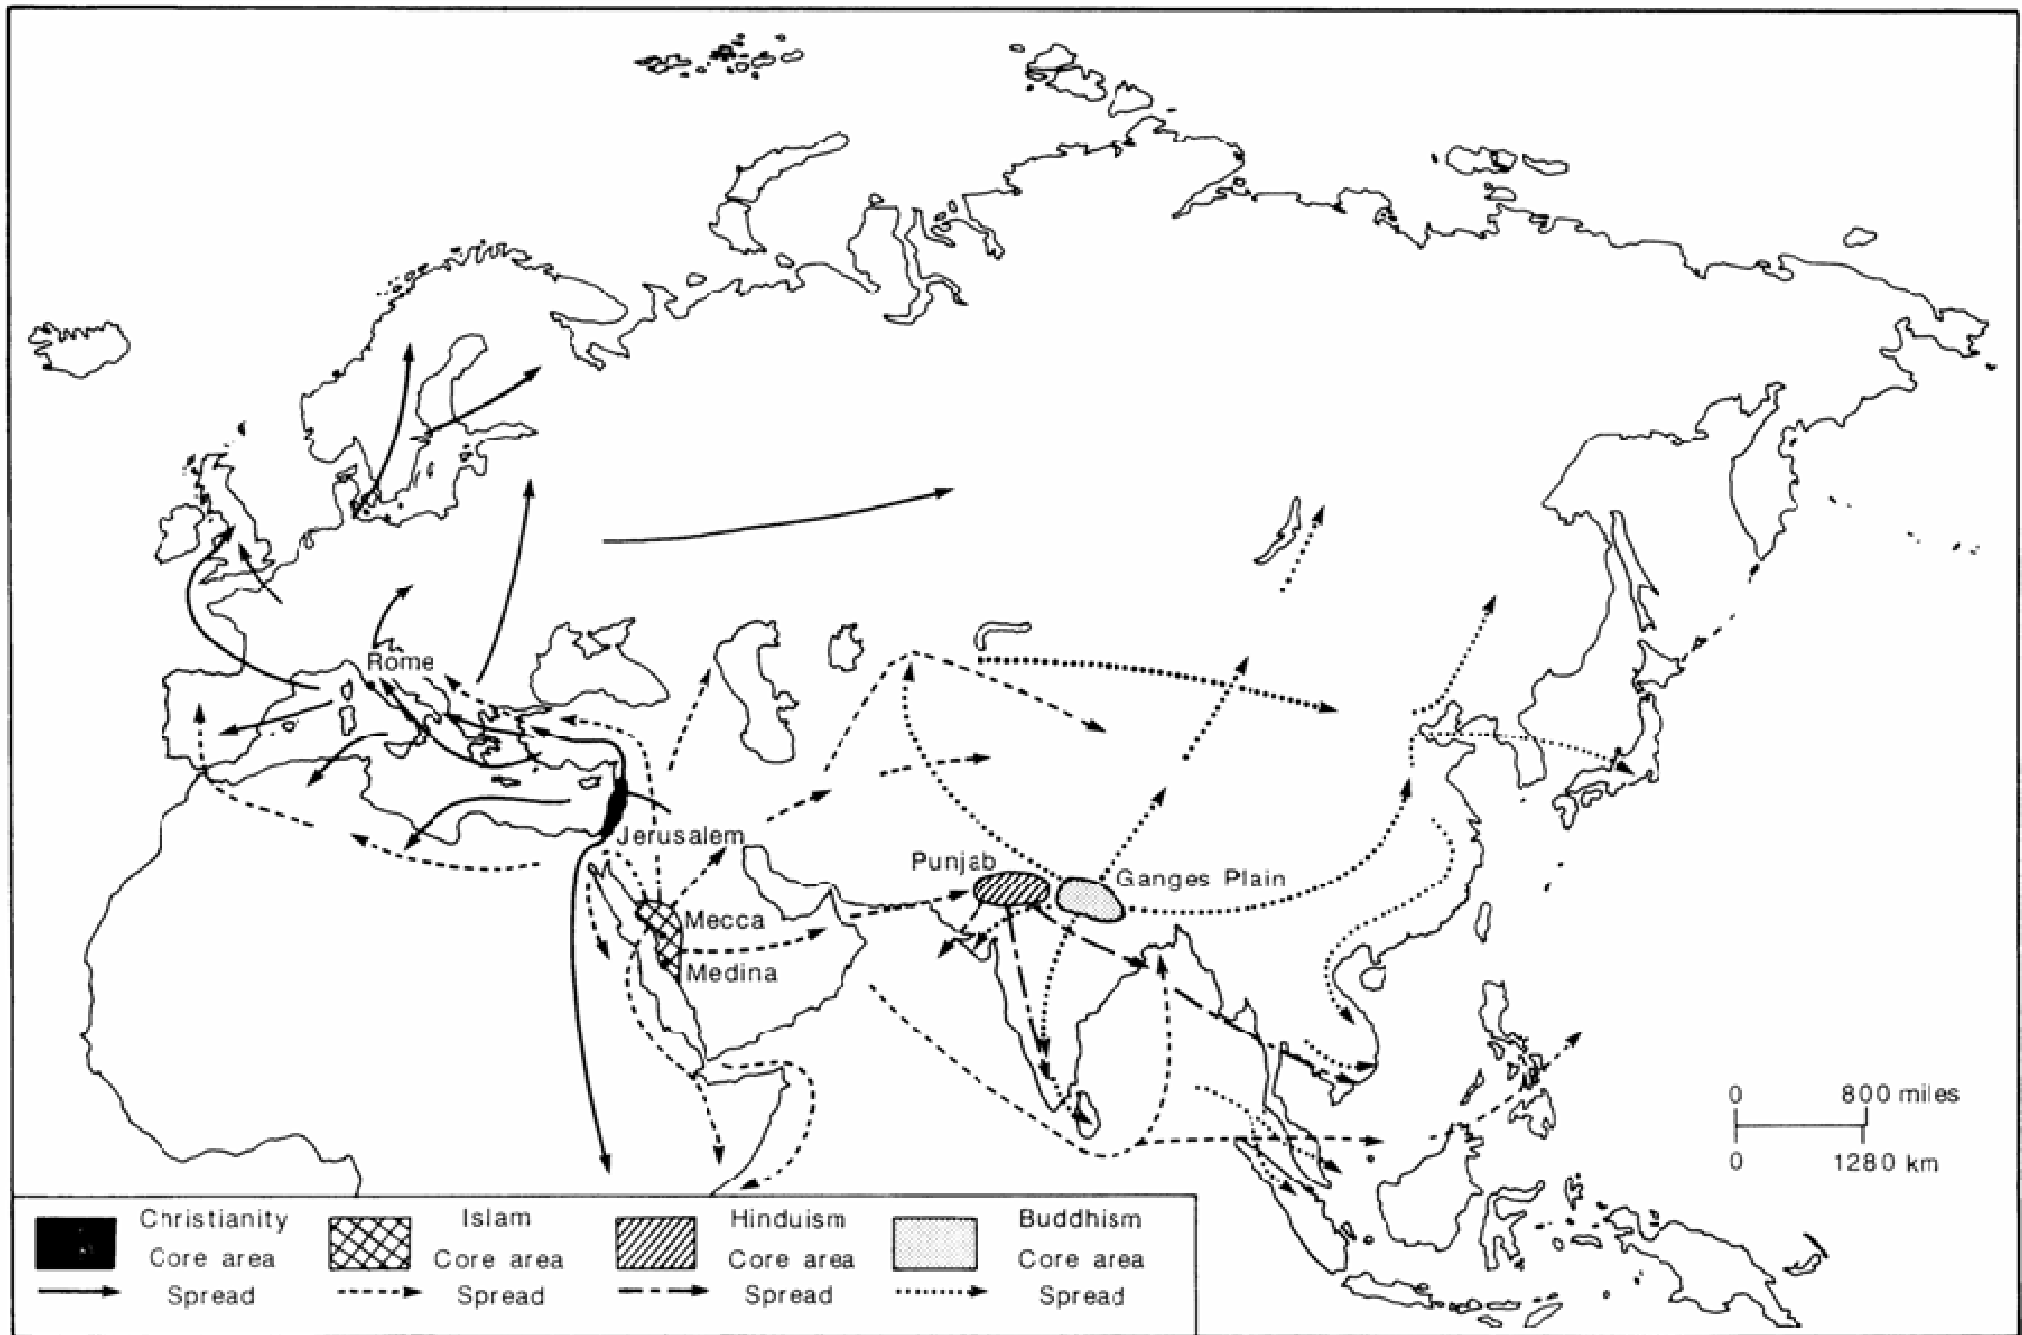 Rome
Jerusalem
Punjab
Ganges Plain
Mecca
Medina
0 800 miles
0 1280 km
Christianity
Core area
Spread
Islam
Core area
Spread
Hinduism
Core area
Spread
Buddhism
Core area
Spread